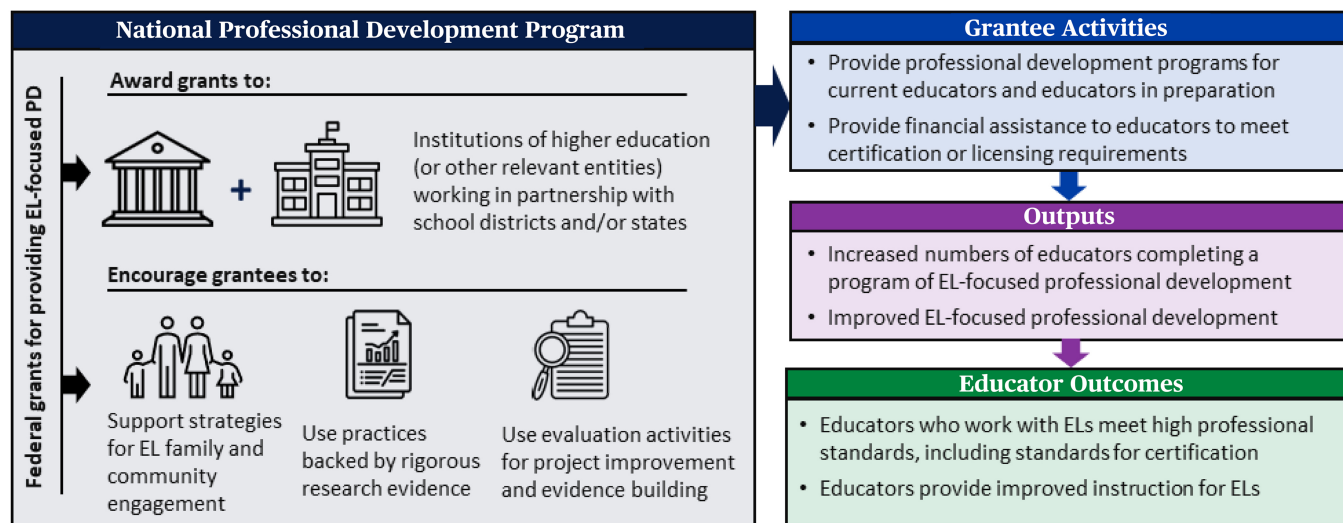 National Professional Development Program
Federal grants for providing EL-focused PD
Award grants to:
+
Institutions of higher education
(or other relevant entities)
working in partnership with
school districts and/or states
Encourage grantees to:
Support strategies
for EL family and
community
engagement
Use practices
backed by rigorous
research evidence
Use evaluation activities
for project improvement
and evidence building
Grantee Activities
• Provide professional development programs for
current educators and educators in preparation
• Provide financial assistance to educators to meet
certification or licensing requirements
Outputs
• Increased numbers of educators completing a
program of EL-focused professional development
• Improved EL-focused professional development
Educator Outcomes
• Educators who work with ELs meet high professional
standards, including standards for certification
• Educators provide improved instruction for ELs